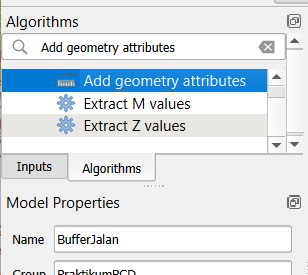 Algorithms
Add geometry attributes
Add geometry attributes
Extract M values
Extract Z values
Inputs Algorithms
Model Properties
Name BufferJalan
Group PraktikumPCD